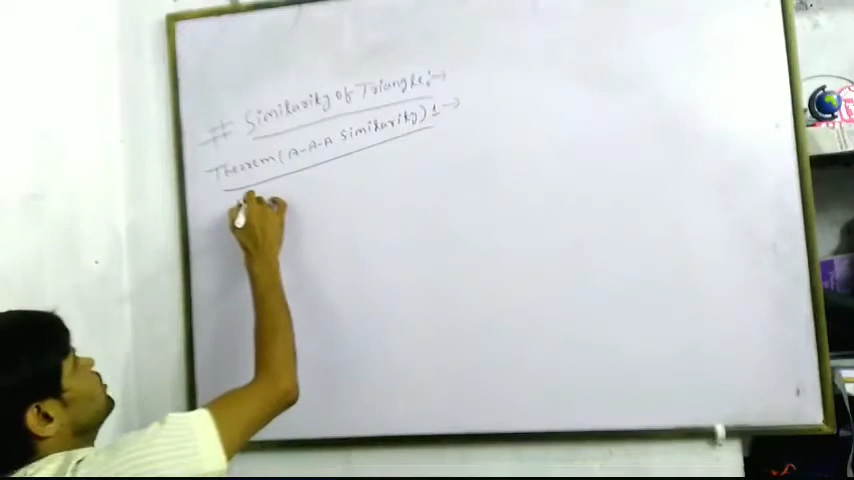 # Similarity of Triangle:→
Theorem (A-A-A Similarity) 1 →